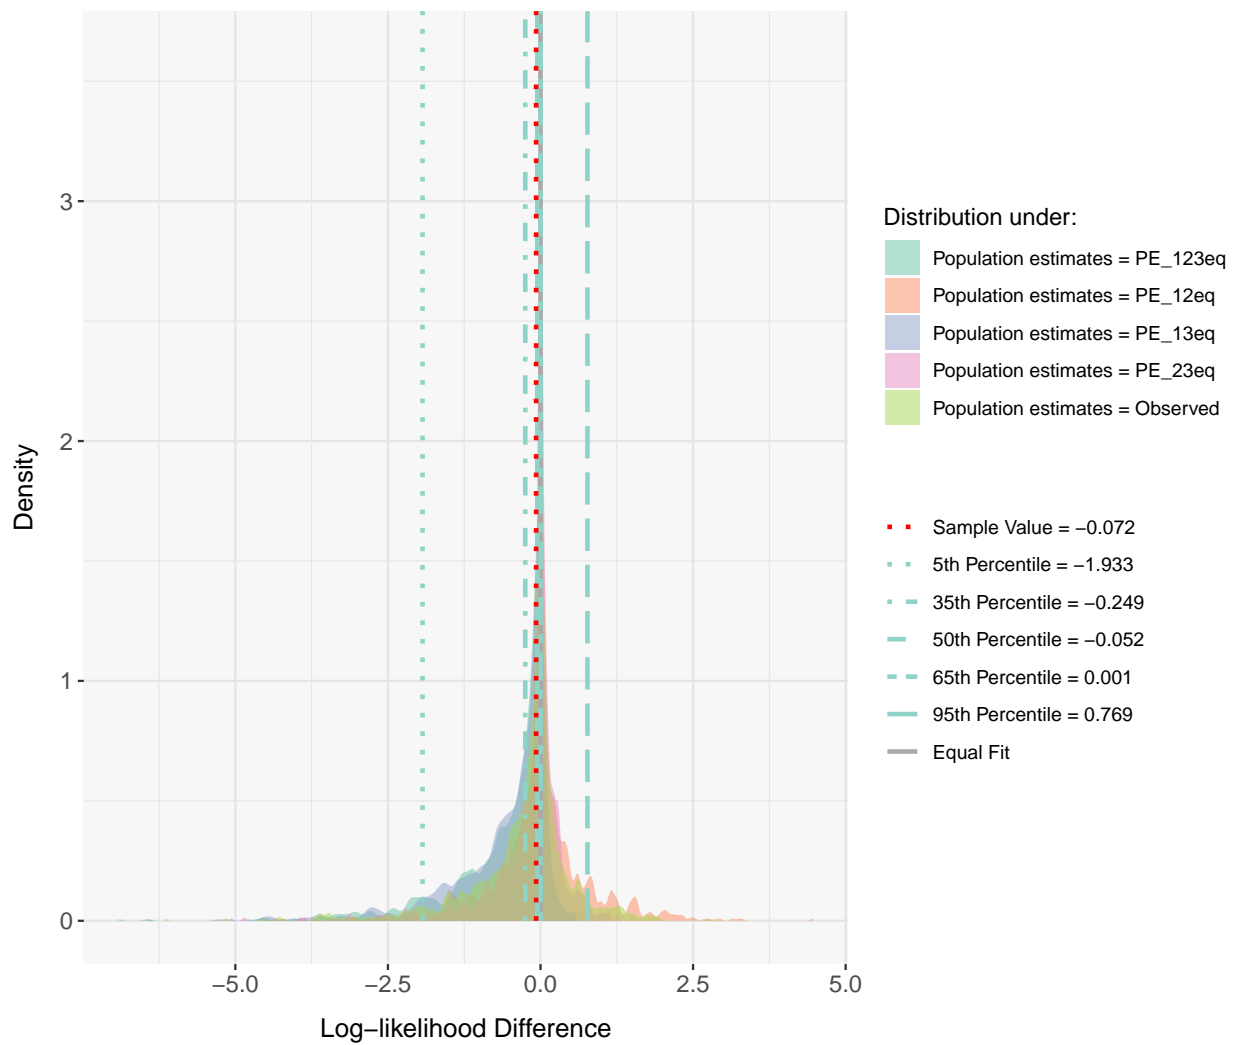 3
2
1
0
Density
−5.0
−2.5
0.0
2.5
5.0
Log−likelihood Difference
Distribution under:
Population estimates = PE_123eq
Population estimates = PE_12eq
Population estimates = PE_13eq
Population estimates = PE_23eq
Population estimates = Observed
Sample Value = −0.072
5th Percentile = −1.933
35th Percentile = −0.249
50th Percentile = −0.052
65th Percentile = 0.001
95th Percentile = 0.769
Equal Fit